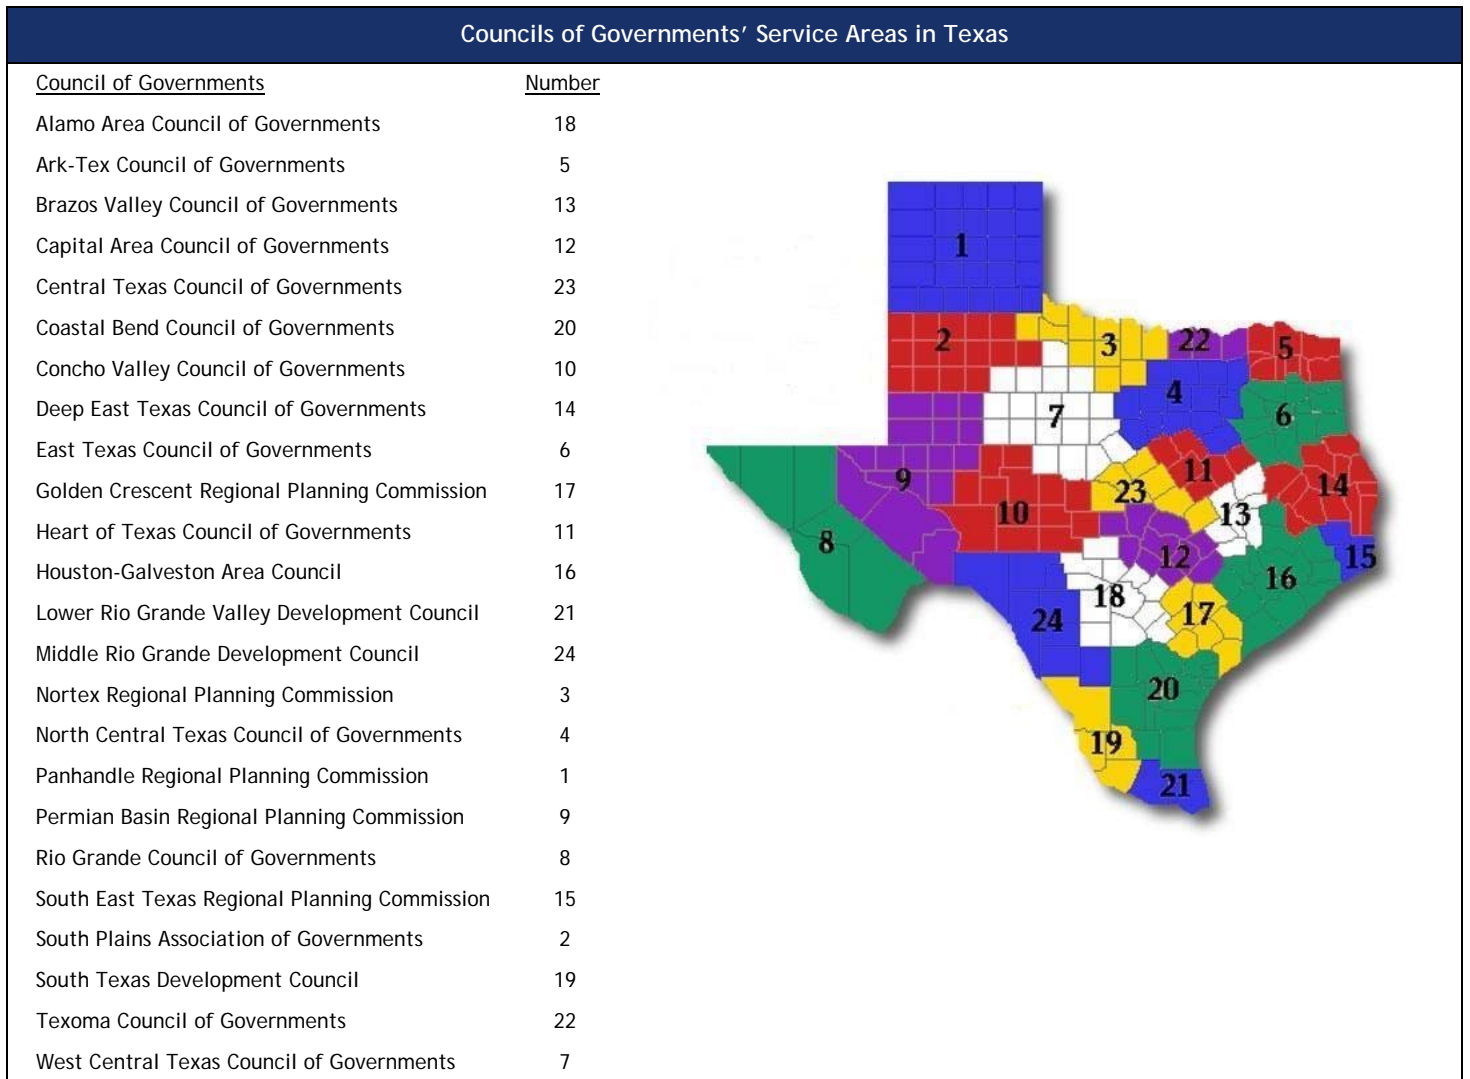 Councils of Governments’ Service Areas in Texas
Council of Governments Number
Alamo Area Council of Governments 18
Ark-Tex Council of Governments 5
Brazos Valley Council of Governments 13
Capital Area Council of Governments 12
Central Texas Council of Governments 23
Coastal Bend Council of Governments 20
Concho Valley Council of Governments 10
Deep East Texas Council of Governments 14
East Texas Council of Governments 6
Golden Crescent Regional Planning Commission 17
Heart of Texas Council of Governments 11
Houston-Galveston Area Council 16
Lower Rio Grande Valley Development Council 21
Middle Rio Grande Development Council 24
Nortex Regional Planning Commission 3
North Central Texas Council of Governments 4
Panhandle Regional Planning Commission 1
Permian Basin Regional Planning Commission 9
Rio Grande Council of Governments 8
South East Texas Regional Planning Commission 15
South Plains Association of Governments 2
South Texas Development Council 19
Texoma Council of Governments 22
West Central Texas Council of Governments 7
1
2
3
22
5
4
6
7
11
9
23
14
10
13
8
12
15
16
18
17
24
20
19
21